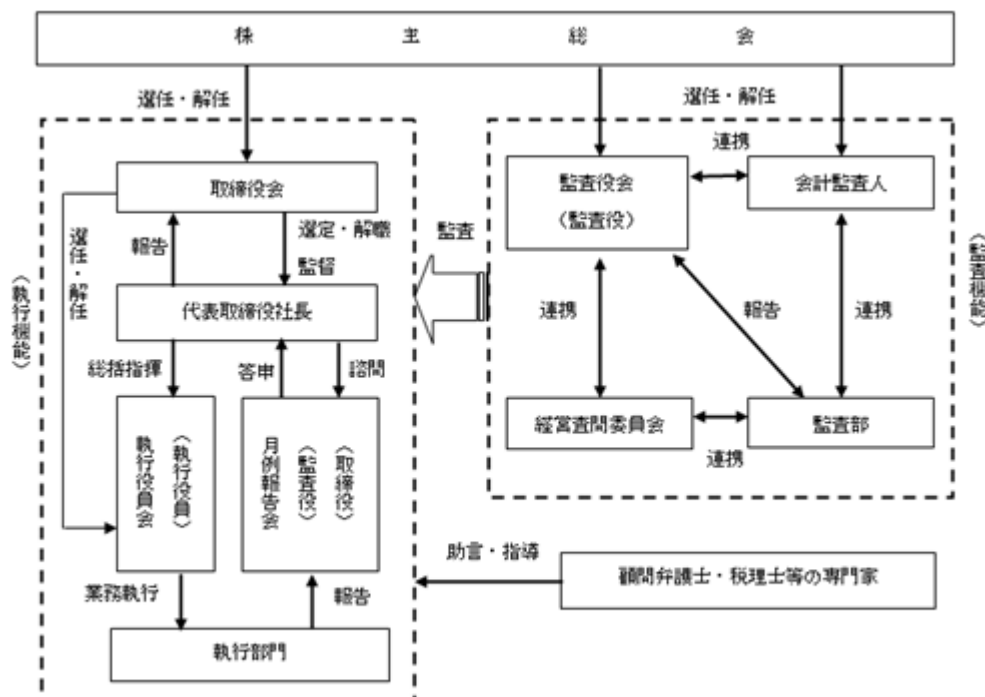 株主総会
選任・解任
選任・解任
連携
取締役会
監査役会
（監査役）
会計監査人
選任・解任
報告
選定・解職
監督
監査
〈執行機能〉
〈監査機能〉
代表取締役社長
連携
報告
連携
総括指揮
答申
諮問
執行役員会
（執行役員）
月例報告会
（監査役）
（取締役）
経営査問委員会
監査部
連携
助言・指導
顧問弁護士・税理士等の専門家
業務執行
報告
執行部門